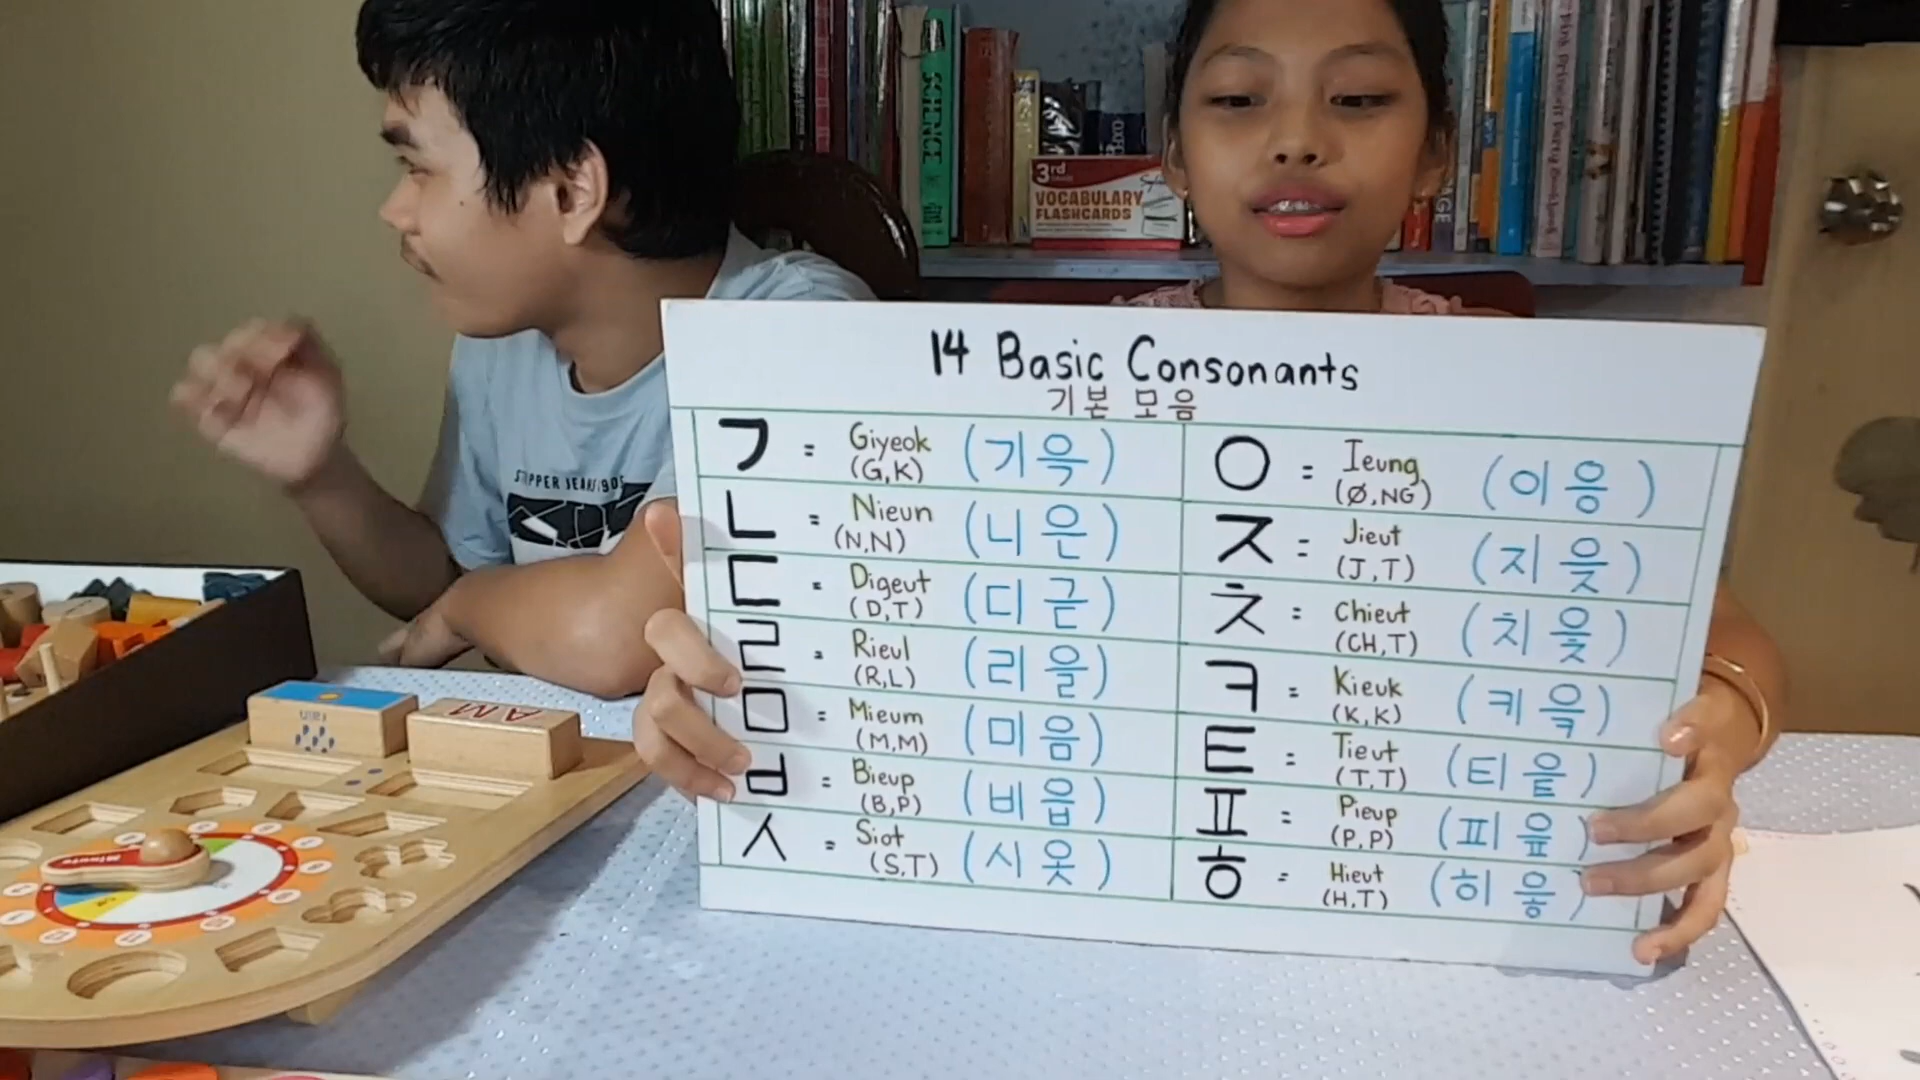 SCIENCE
3rd
VOCABULARY
FLASHCARDS
14 Basic Consonants
기본 모음
ㄱ = Giyeok (기윽)
(G,K)
ㄴ = Nieun (니은)
(N,N)
ㄷ = Digeut (디귿)
(D,T)
ㄹ = Rieul (리을)
(R,L)
ㅁ = Mieum (미음)
(M,M)
ㅂ = Bieup (비읍)
(B,P)
ㅅ = Siot (시옷)
(S,T)
ㅇ = Ieung (이응)
(Ø,NG)
ㅈ = Jieut (지읒)
(J,T)
ㅊ = Chieut (치읓)
(CH,T)
ㅋ = Kieuk (키읔)
(K,K)
ㅌ = Tieut (티읕)
(T,T)
ㅍ = Pieup (피읖)
(P,P)
ㅎ = Hieut (히읗)
(H,T)
rain
AM
Minute